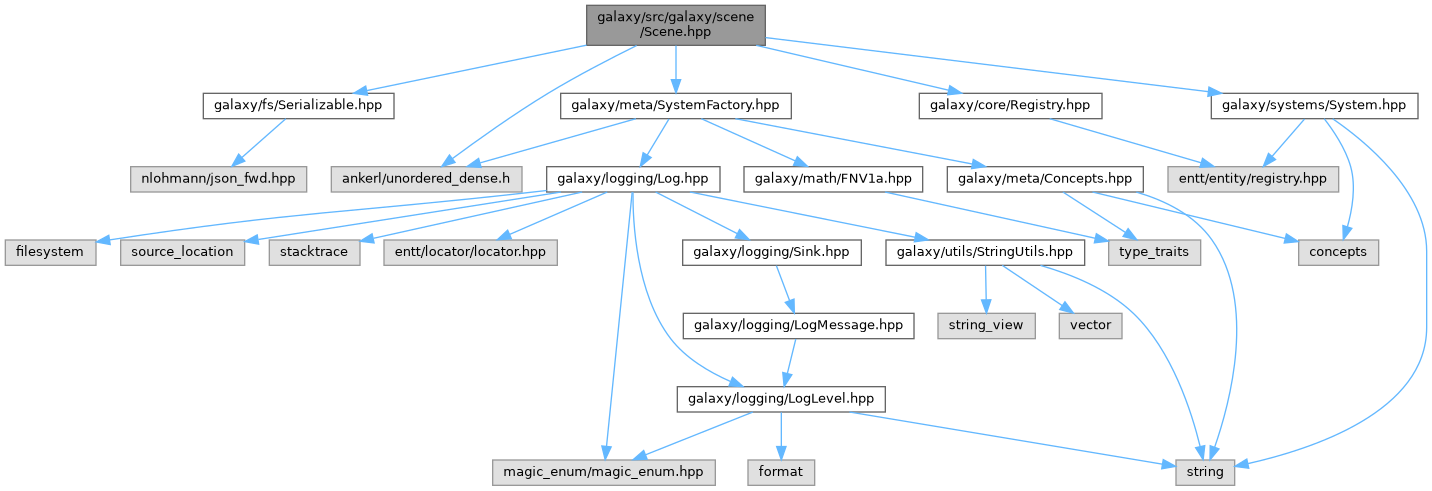 galaxy/src/galaxy/scene
/Scene.hpp
galaxy/fs/Serializable.hpp
galaxy/meta/SystemFactory.hpp
galaxy/core/Registry.hpp
galaxy/systems/System.hpp
nlohmann/json_fwd.hpp
ankerl/unordered_dense.h
galaxy/logging/Log.hpp
galaxy/math/FNV1a.hpp
galaxy/meta/Concepts.hpp
entt/entity/registry.hpp
filesystem
source_location
stacktrace
entt/locator/locator.hpp
galaxy/logging/Sink.hpp
galaxy/utils/StringUtils.hpp
type_traits
concepts
galaxy/logging/LogMessage.hpp
string_view
vector
galaxy/logging/LogLevel.hpp
magic_enum/magic_enum.hpp
format
string